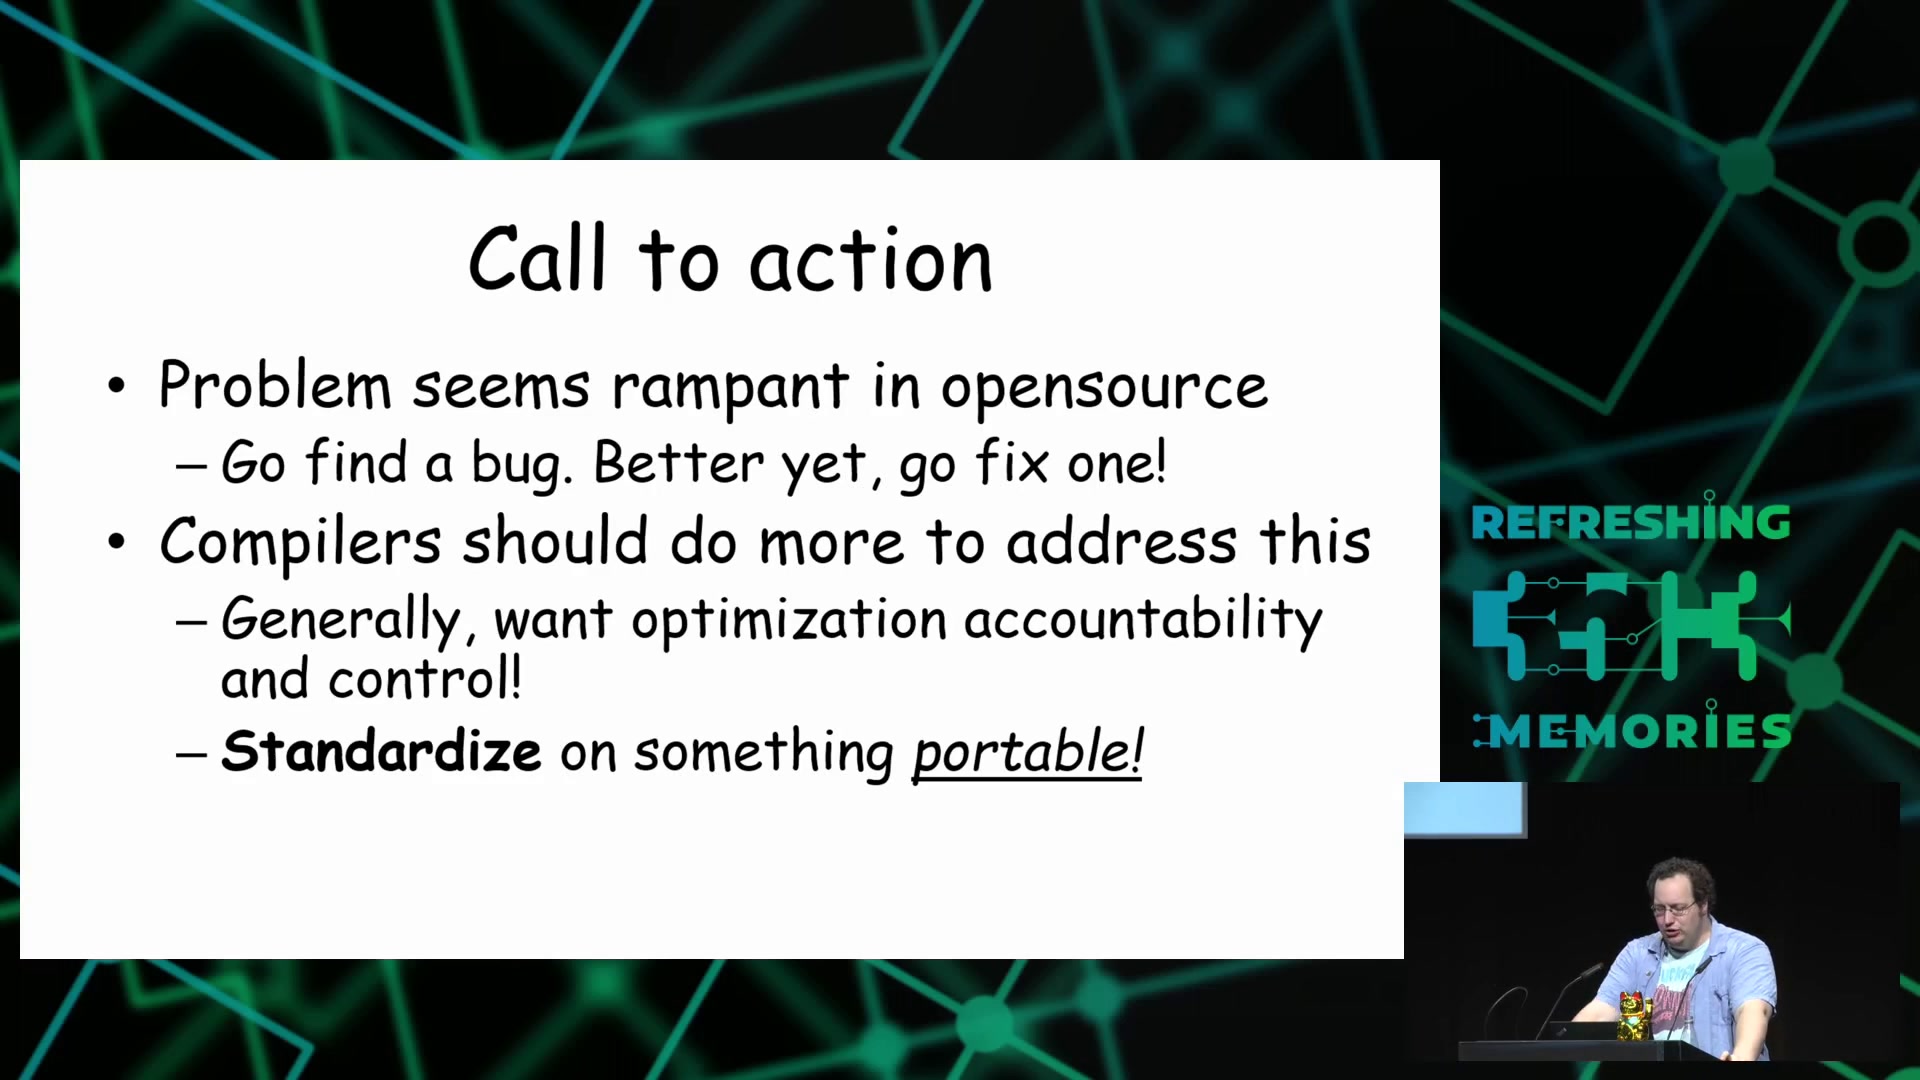 Call to action
• Problem seems rampant in opensource
– Go find a bug. Better yet, go fix one!
• Compilers should do more to address this
– Generally, want optimization accountability
and control!
– Standardize on something portable!
REFRESHING
MEMORIES